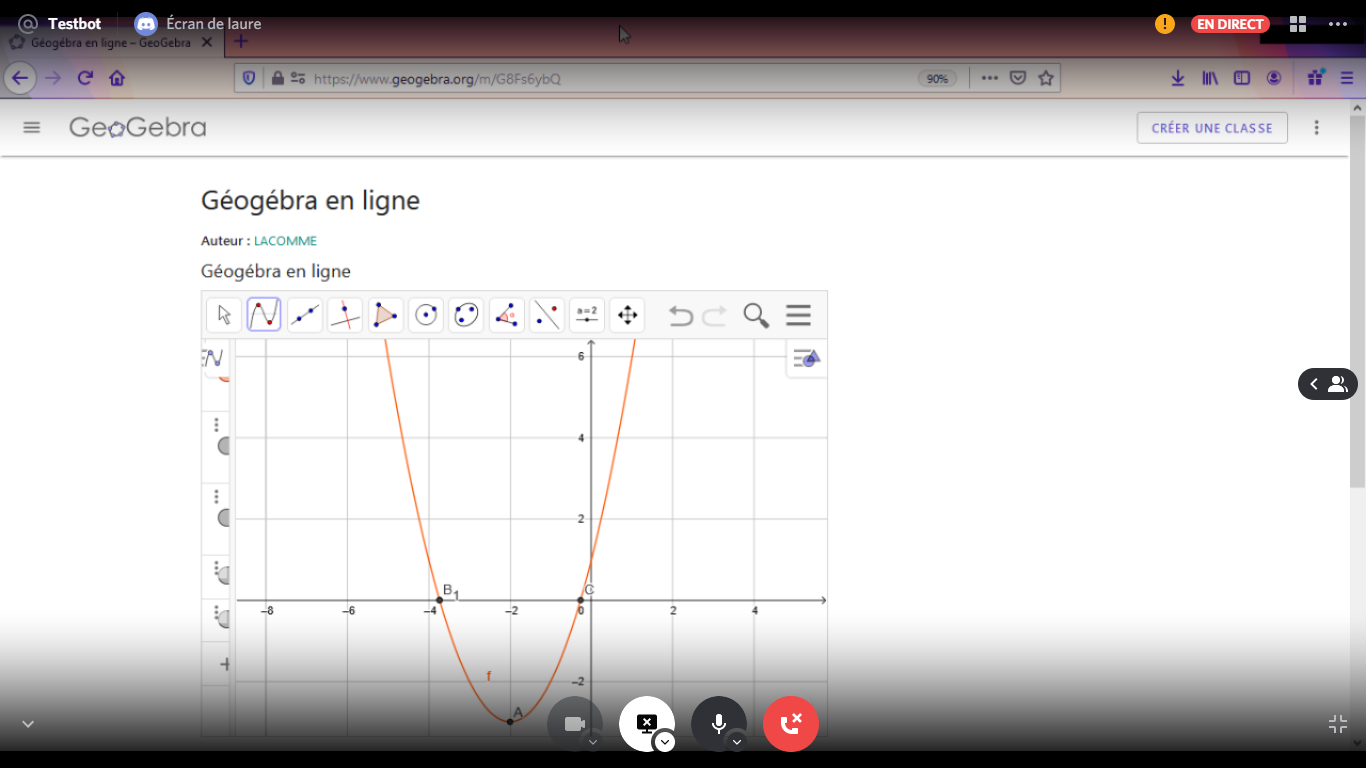 Testbot
Écran de laure
EN DIRECT
Géogébra en ligne – GeoGebra
https://www.geogebra.org/m/G8Fs6ybQ
90%
GeoGebra
CRÉER UNE CLASSE
Géogébra en ligne
Auteur : LACOMME
Géogébra en ligne
a=2
6
4
2
B1
C
–8
–6
–4
–2
0
2
4
f
–2
A